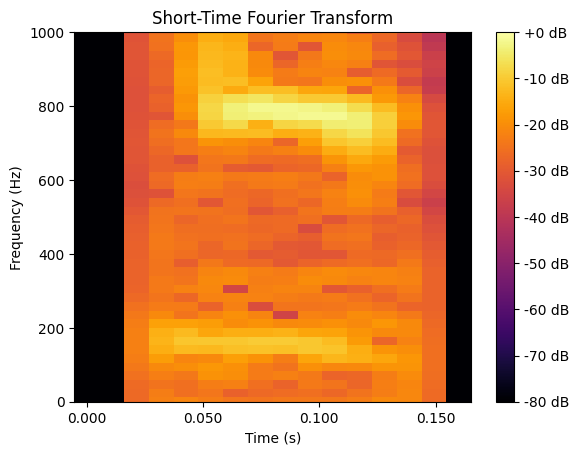 Short-Time Fourier Transform
1000
800
600
400
200
0
Frequency (Hz)
0.000
0.050
0.100
0.150
Time (s)
+0 dB
-10 dB
-20 dB
-30 dB
-40 dB
-50 dB
-60 dB
-70 dB
-80 dB